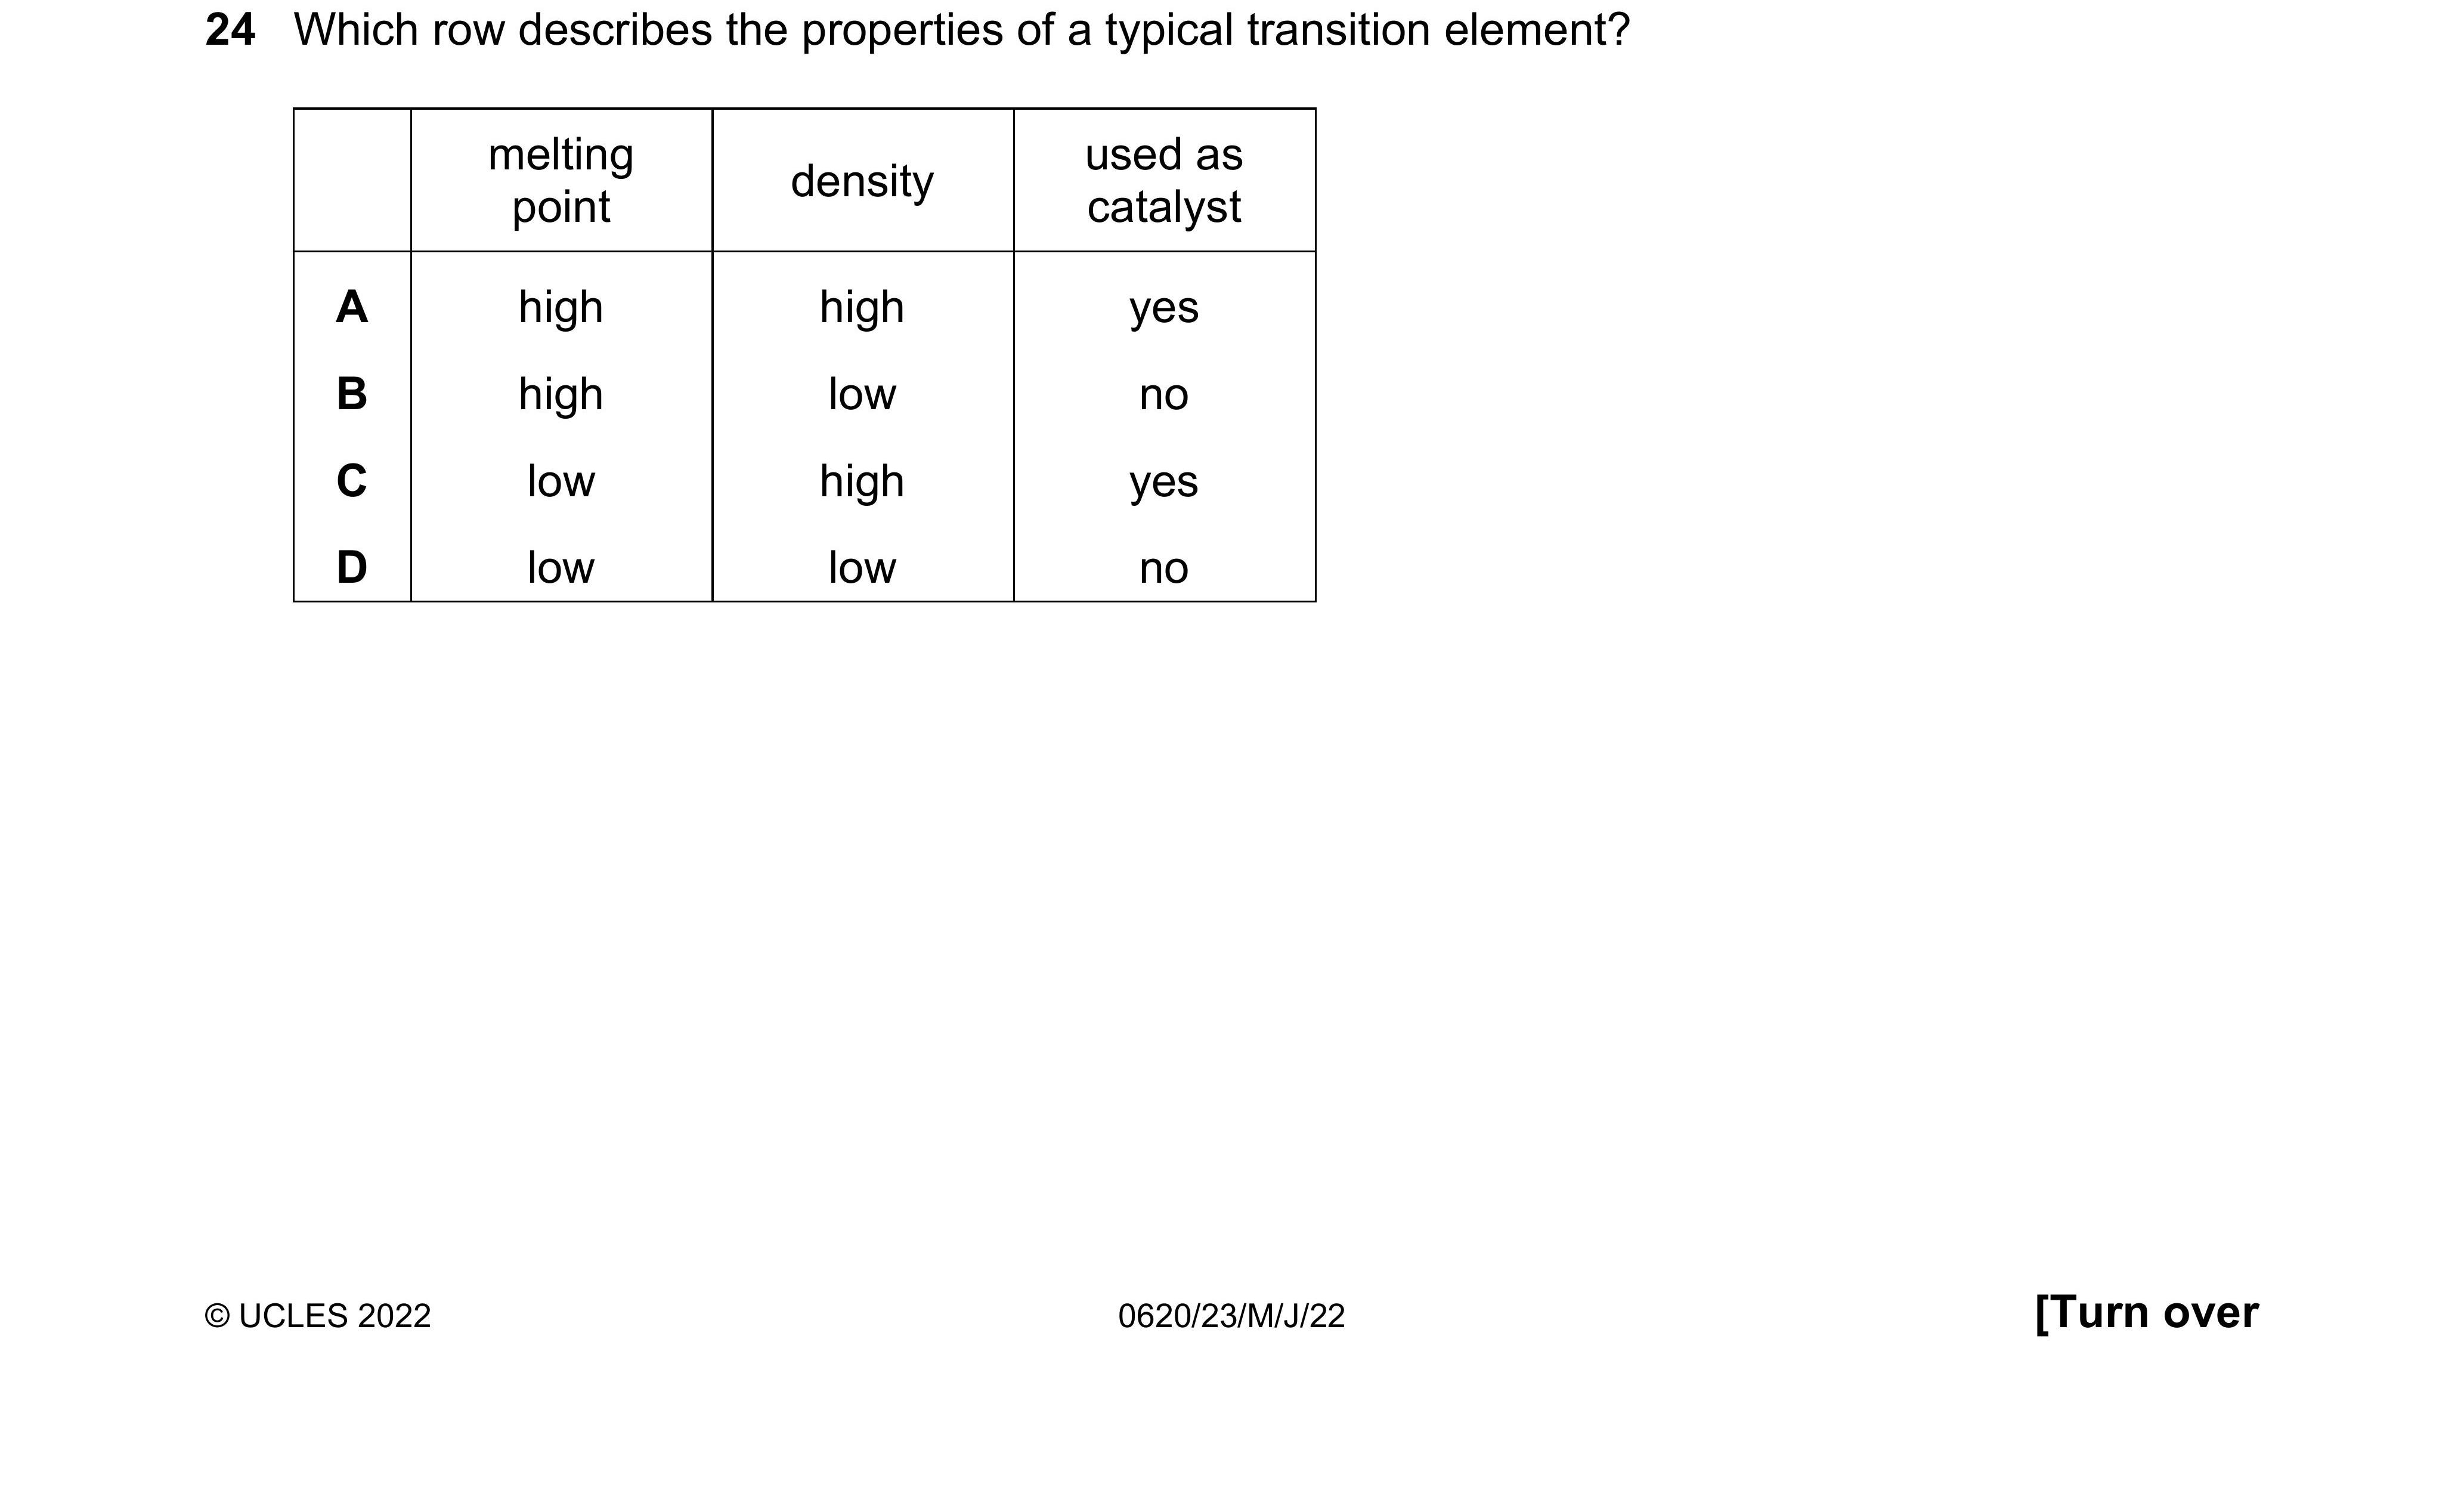 24 Which row describes the properties of a typical transition element?
melting point density used as catalyst
A high high yes
B high low no
C low high yes
D low low no
© UCLES 2022 0620/23/M/J/22 [Turn over